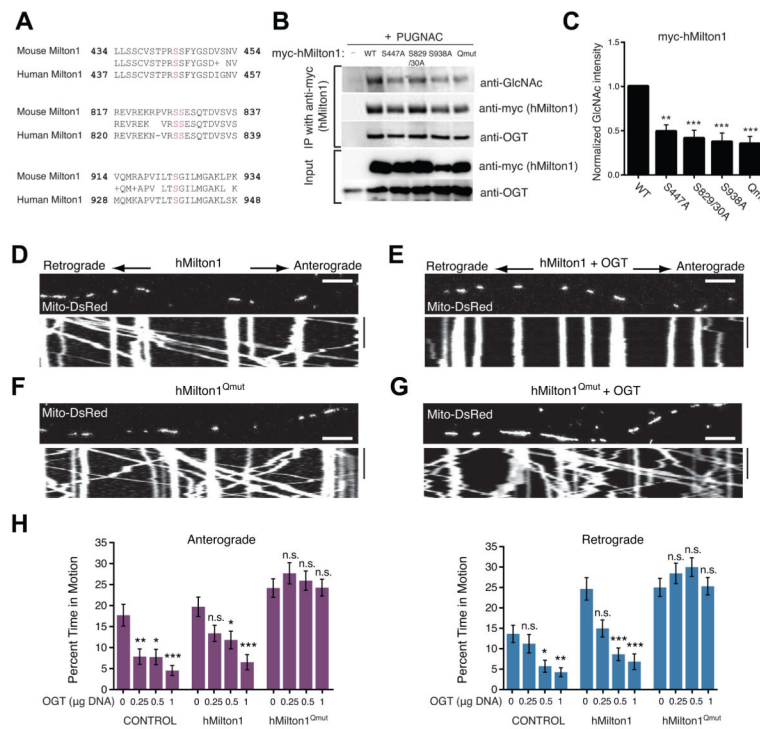 A
Mouse Milton1 434 LLSSCVSTPRSSFYGSDVSNV 454
LLSSCVSTPRSSFYGSD+ NV
Human Milton1 437 LLSSCVSTPRSSFYGSDIGNV 457
Mouse Milton1 817 REVREKRPVRSSESQTDVSNY 837
REVREK VRSSESQTDVSNY
Human Milton1 820 REVREKN-VRSSESQTDVSNY 839
Mouse Milton1 914 VQMRAPVILTSGILMGAKLPK 934
+QM+APVILTSGILMGAKL K
Human Milton1 928 MQMKAPVILTSGILMGAKLSK 948
B
+ PUGNAC
myc-hMilton1: – WT S447A S829/30A S938A Qmut
IP with anti-myc (hMilton1)
anti-GlcNAc
anti-myc (hMilton1)
anti-OGT
Input
anti-myc (hMilton1)
anti-OGT
C
myc-hMilton1
Normalized GlcNAc intensity
1.5
1.0
0.5
0.0
** *** *** ***
WT S447A S829/30A S938A
D
Retrograde hMilton1 Anterograde
Mito-DsRed
E
Retrograde hMilton1 + OGT Anterograde
Mito-DsRed
F
hMilton1Qmut
Mito-DsRed
G
hMilton1Qmut + OGT
Mito-DsRed
H
Anterograde
Percent Time in Motion
35
30
25
20
15
10
5
0
** * *** n.s. * *** n.s. n.s. n.s.
OGT (µg DNA) 0 0.25 0.5 1 0 0.25 0.5 1 0 0.25 0.5 1
CONTROL hMilton1 hMilton1Qmut
Retrograde
Percent Time in Motion
35
30
25
20
15
10
5
0
n.s. * ** n.s. *** *** n.s. n.s. n.s.
OGT (µg DNA) 0 0.25 0.5 1 0 0.25 0.5 1 0 0.25 0.5 1
CONTROL hMilton1 hMilton1Qmut